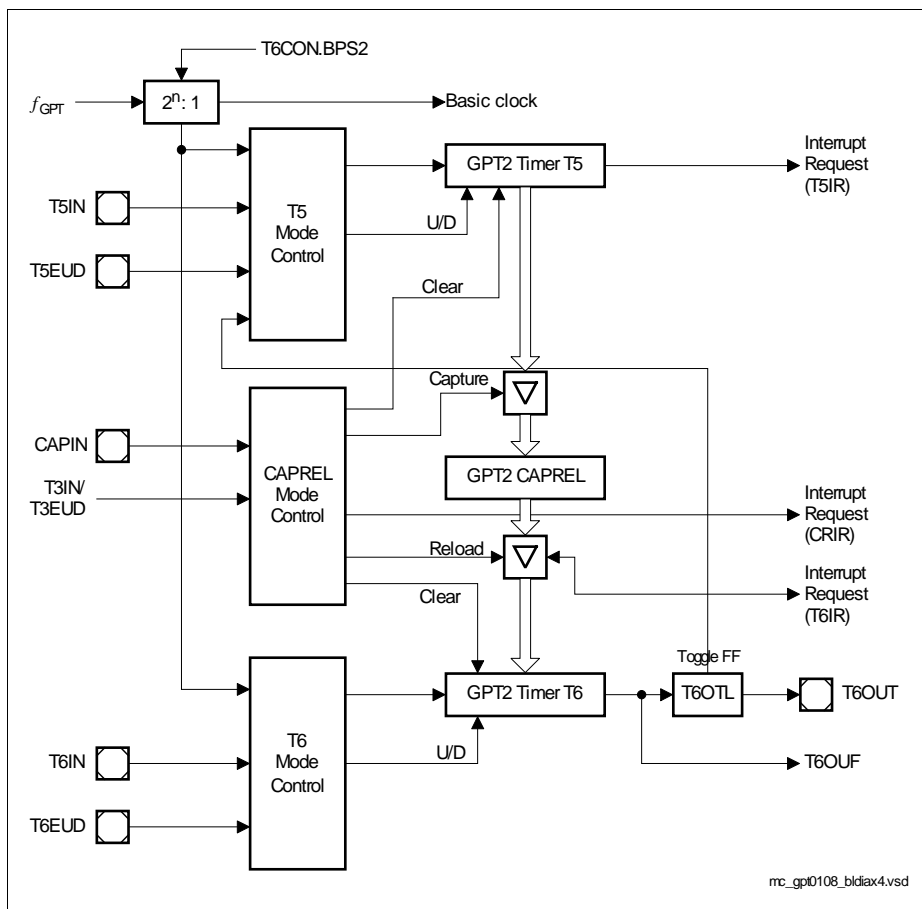 T6CON.BPS2
fGPT
2ⁿ: 1
Basic clock
Interrupt
Request
(T5IR)
GPT2 Timer T5
T5IN
T5
Mode
Control
U/D
T5EUD
Clear
Capture
CAPIN
CAPREL
Mode
Control
GPT2 CAPREL
T3IN/
T3EUD
Interrupt
Request
(CRIR)
Reload
Interrupt
Request
(T6IR)
Clear
Toggle FF
GPT2 Timer T6
T6OTL
T6OUT
T6
Mode
Control
U/D
T6IN
T6OUF
T6EUD
mc_gpt0108_bldiax4.vsd